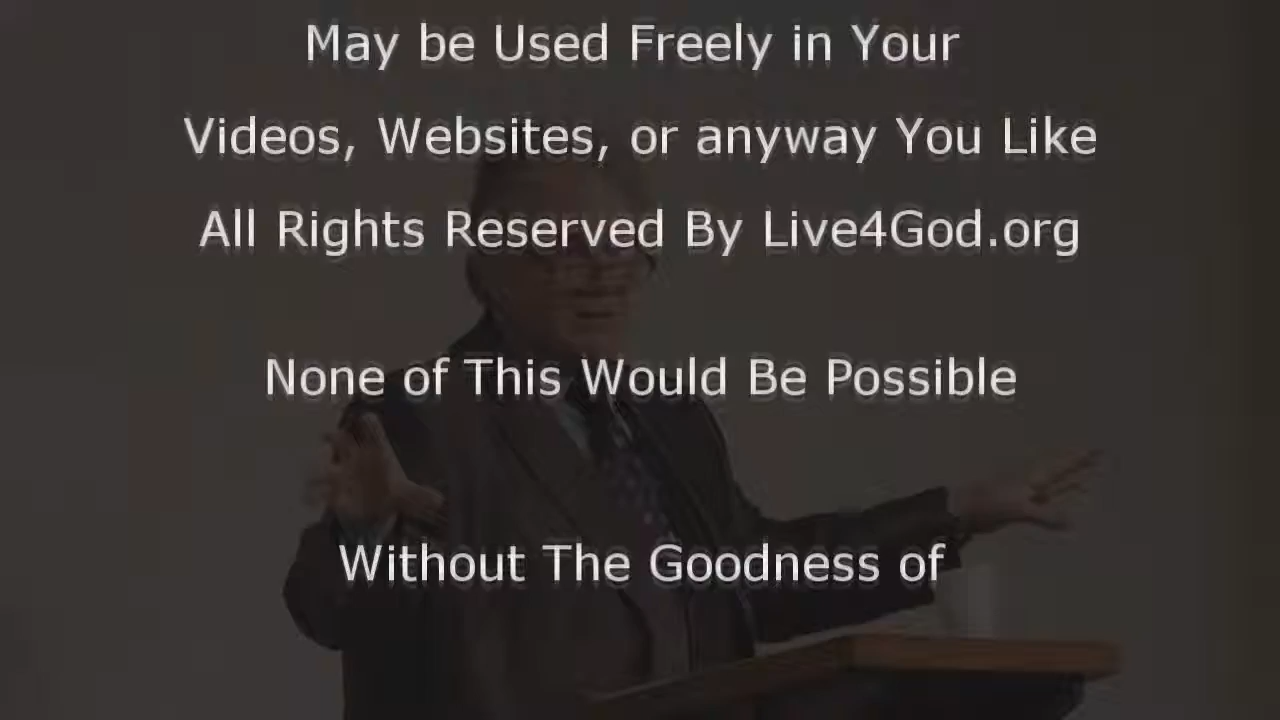 May be Used Freely in Your
Videos, Websites, or anyway You Like
All Rights Reserved By Live4God.org
None of This Would Be Possible
Without The Goodness of